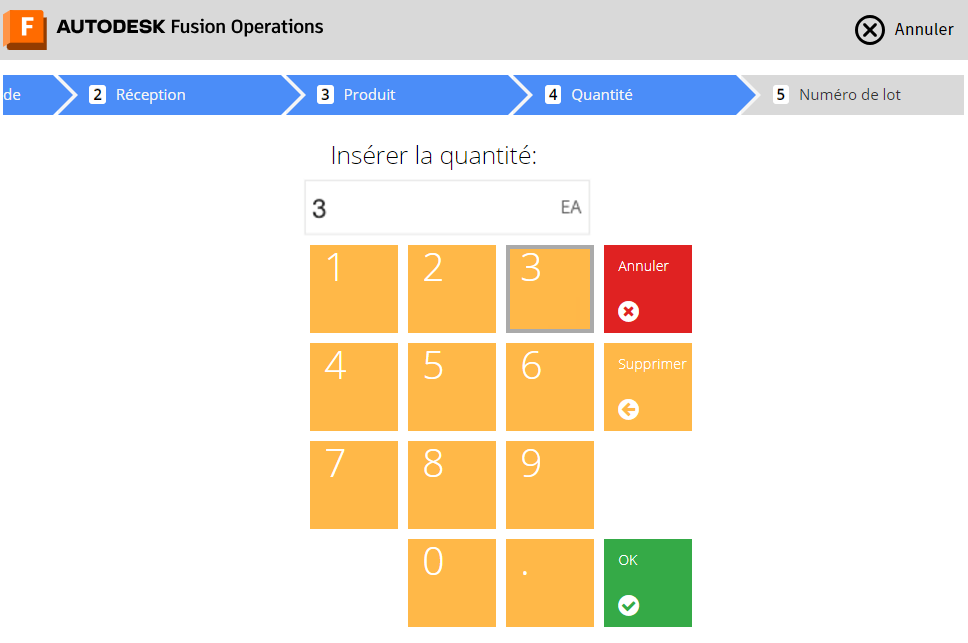 F AUTODESK Fusion Operations
Annuler
de
2 Réception
3 Produit
4 Quantité
5 Numéro de lot
Insérer la quantité:
3 EA
1 2 3 Annuler
4 5 6 Supprimer
7 8 9
0 . OK